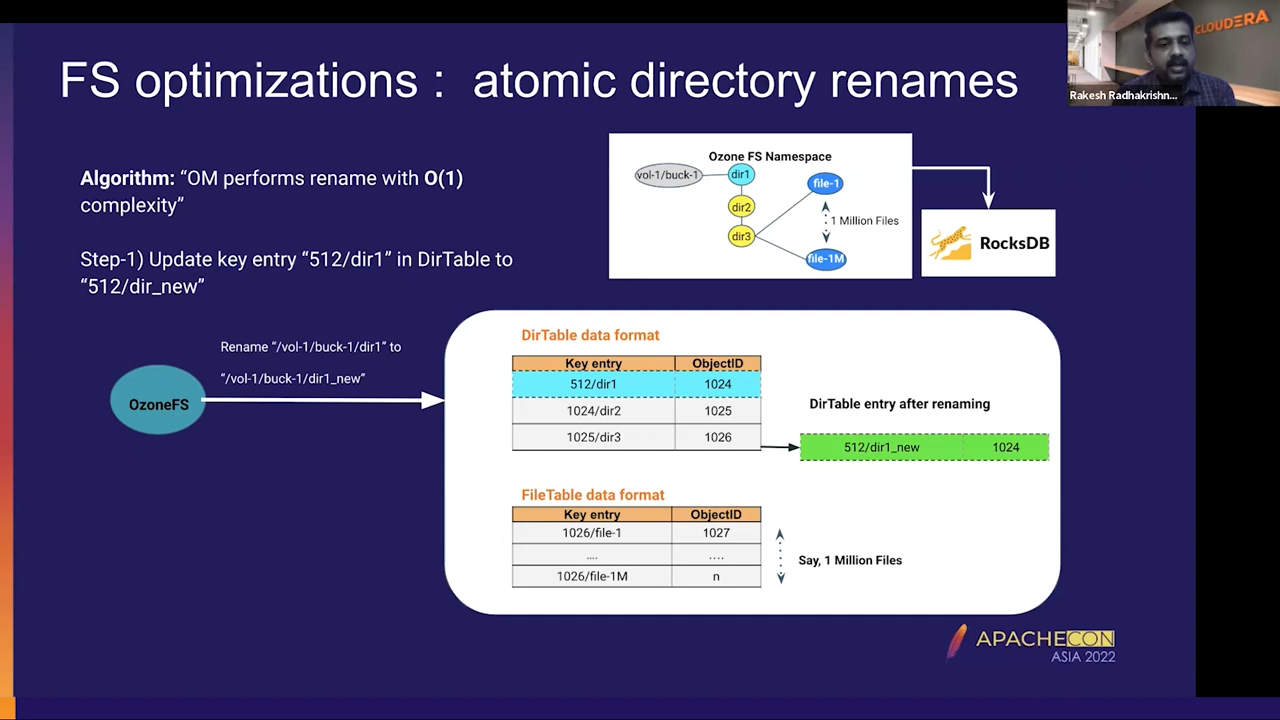 FS optimizations : atomic directory renames
CLOUDERA
Rakesh Radhakrishn...
Algorithm: “OM performs rename with O(1)
complexity”
Step-1) Update key entry “512/dir1” in DirTable to
“512/dir_new”
Ozone FS Namespace
vol-1/buck-1
dir1
dir2
dir3
file-1
1 Million Files
file-1M
RocksDB
Rename “/vol-1/buck-1/dir1” to
“/vol-1/buck-1/dir1_new”
OzoneFS
DirTable data format
Key entry ObjectID
512/dir1 1024
1024/dir2 1025
1025/dir3 1026
DirTable entry after renaming
512/dir1_new 1024
FileTable data format
Key entry ObjectID
1026/file-1 1027
.... ....
1026/file-1M n
Say, 1 Million Files
APACHECON
ASIA 2022